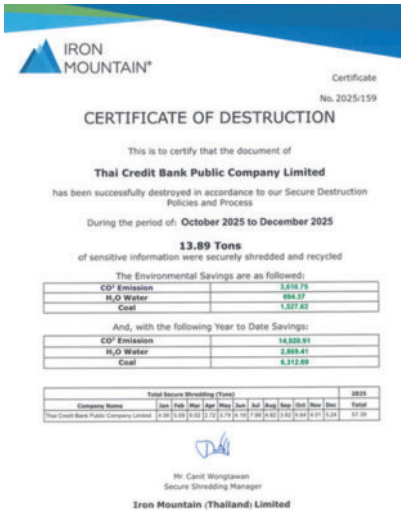 IRON
MOUNTAIN®
Certificate
No. 2025/159
CERTIFICATE OF DESTRUCTION
This is to certify that the document of
Thai Credit Bank Public Company Limited
has been successfully destroyed in accordance to our Secure Destruction
Policies and Process
During the period of: October 2025 to December 2025
13.89 Tons
of sensitive information were securely shredded and recycled
The Environmental Savings are as followed:
CO² Emission 3,610.75
H₂O Water 694.37
Coal 1,527.62
And, with the following Year to Date Savings:
CO² Emission 14,920.91
H₂O Water 2,869.41
Coal 6,312.69
Total Secure Shredding (Tons) 2025
Company Name Jan Feb Mar Apr May Jun Jul Aug Sep Oct Nov Dec Total
Thai Credit Bank Public Company Limited
Mr. Canit Wongtawan
Secure Shredding Manager
Iron Mountain (Thailand) Limited